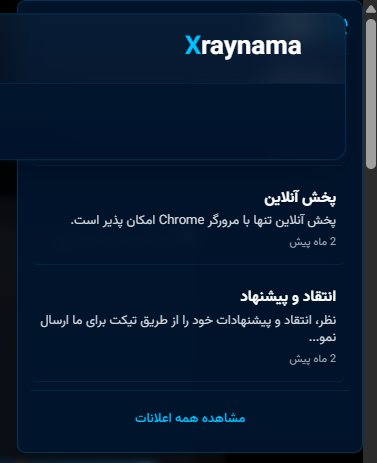 Xraynama
پخش آنلاین
پخش آنلاین تنها با مرورگر Chrome امکان پذیر است.
2 ماه پیش
انتقاد و پیشنهاد
نظر، انتقاد و پیشنهادات خود را از طریق تیکت برای ما ارسال
نمو...
2 ماه پیش
مشاهده همه اعلانات